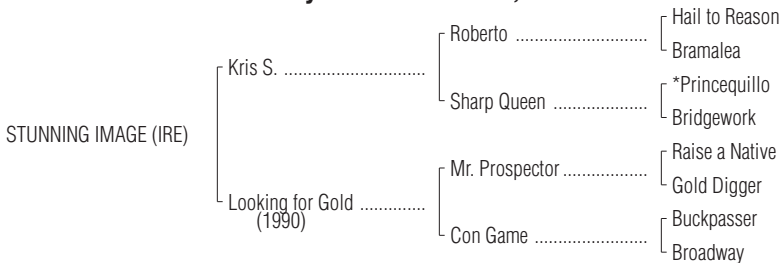 Hail to Reason
Roberto
Bramalea
Kris S.
*Princequillo
Sharp Queen
Bridgework
STUNNING IMAGE (IRE)
Raise a Native
Mr. Prospector
Gold Digger
Looking for Gold
(1990)
Buckpasser
Con Game
Broadway